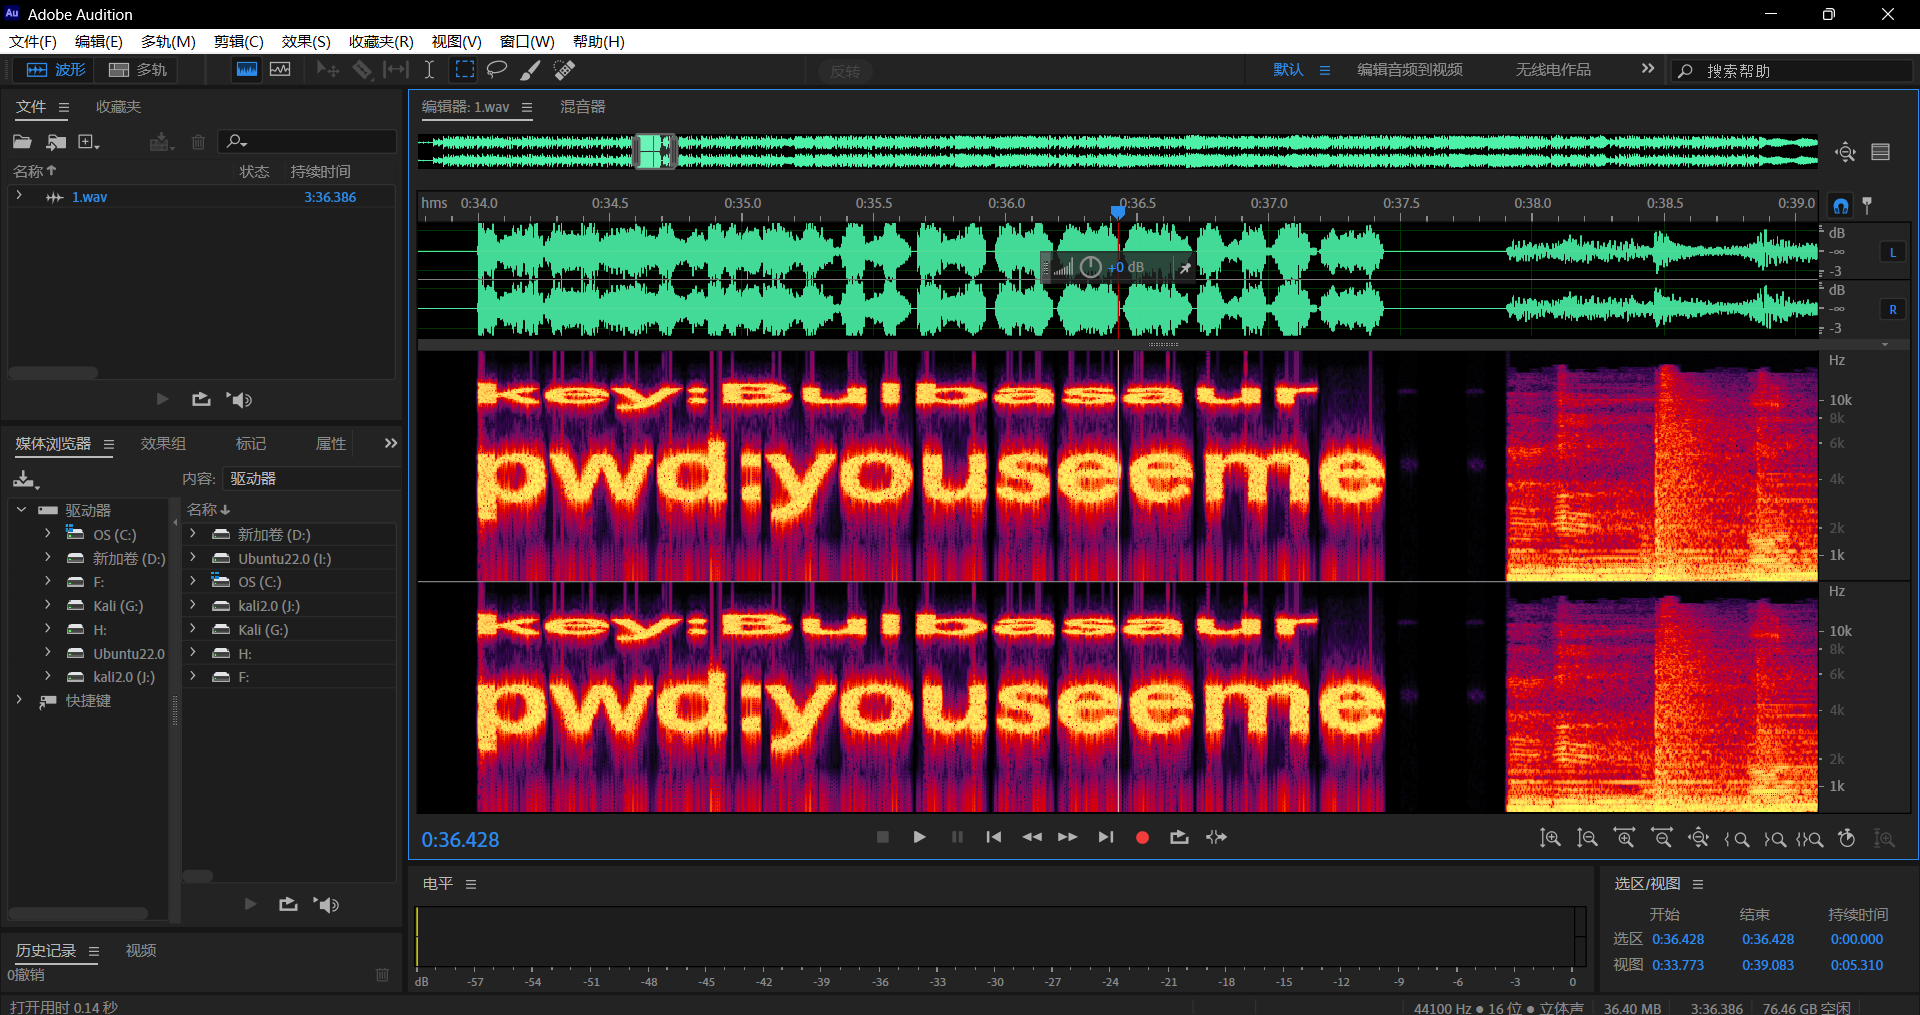 Au Adobe Audition
文件(F) 编辑(E) 多轨(M) 剪辑(C) 效果(S) 收藏夹(R) 视图(V) 窗口(W) 帮助(H)
波形 多轨 反转 默认 编辑音频到视频 无线电作品 搜索帮助
文件 收藏夹
名称 状态 持续时间
1.wav 3:36.386
编辑器: 1.wav 混音器
hms 0:34.0 0:34.5 0:35.0 0:35.5 0:36.0 0:36.5 0:37.0 0:37.5 0:38.0 0:38.5 0:39.0
dB
-∞ L
+0 dB
-3
dB
-∞ R
-3
Hz
key:Bulbasaur
10k
8k
6k
pwd:youseeme
4k
2k
1k
Hz
key:Bulbasaur
10k
8k
6k
pwd:youseeme
4k
2k
1k
0:36.428
媒体浏览器 效果组 标记 属性
内容: 驱动器
驱动器
OS (C:)
新加卷 (D:)
F:
Kali (G:)
H:
Ubuntu22.0
kali2.0 (J:)
快捷键
名称
新加卷 (D:)
Ubuntu22.0 (I:)
OS (C:)
kali2.0 (J:)
Kali (G:)
H:
F:
历史记录 视频
0撤销
电平
dB -57 -54 -51 -48 -45 -42 -39 -36 -33 -30 -27 -24 -21 -18 -15 -12 -9 -6 -3 0
选区/视图
开始 结束 持续时间
选区 0:36.428 0:36.428 0:00.000
视图 0:33.773 0:39.083 0:05.310
打开用时 0.14 秒
44100 Hz ● 16 位 ● 立体声 36.40 MB 3:36.386 76.46 GB 空闲